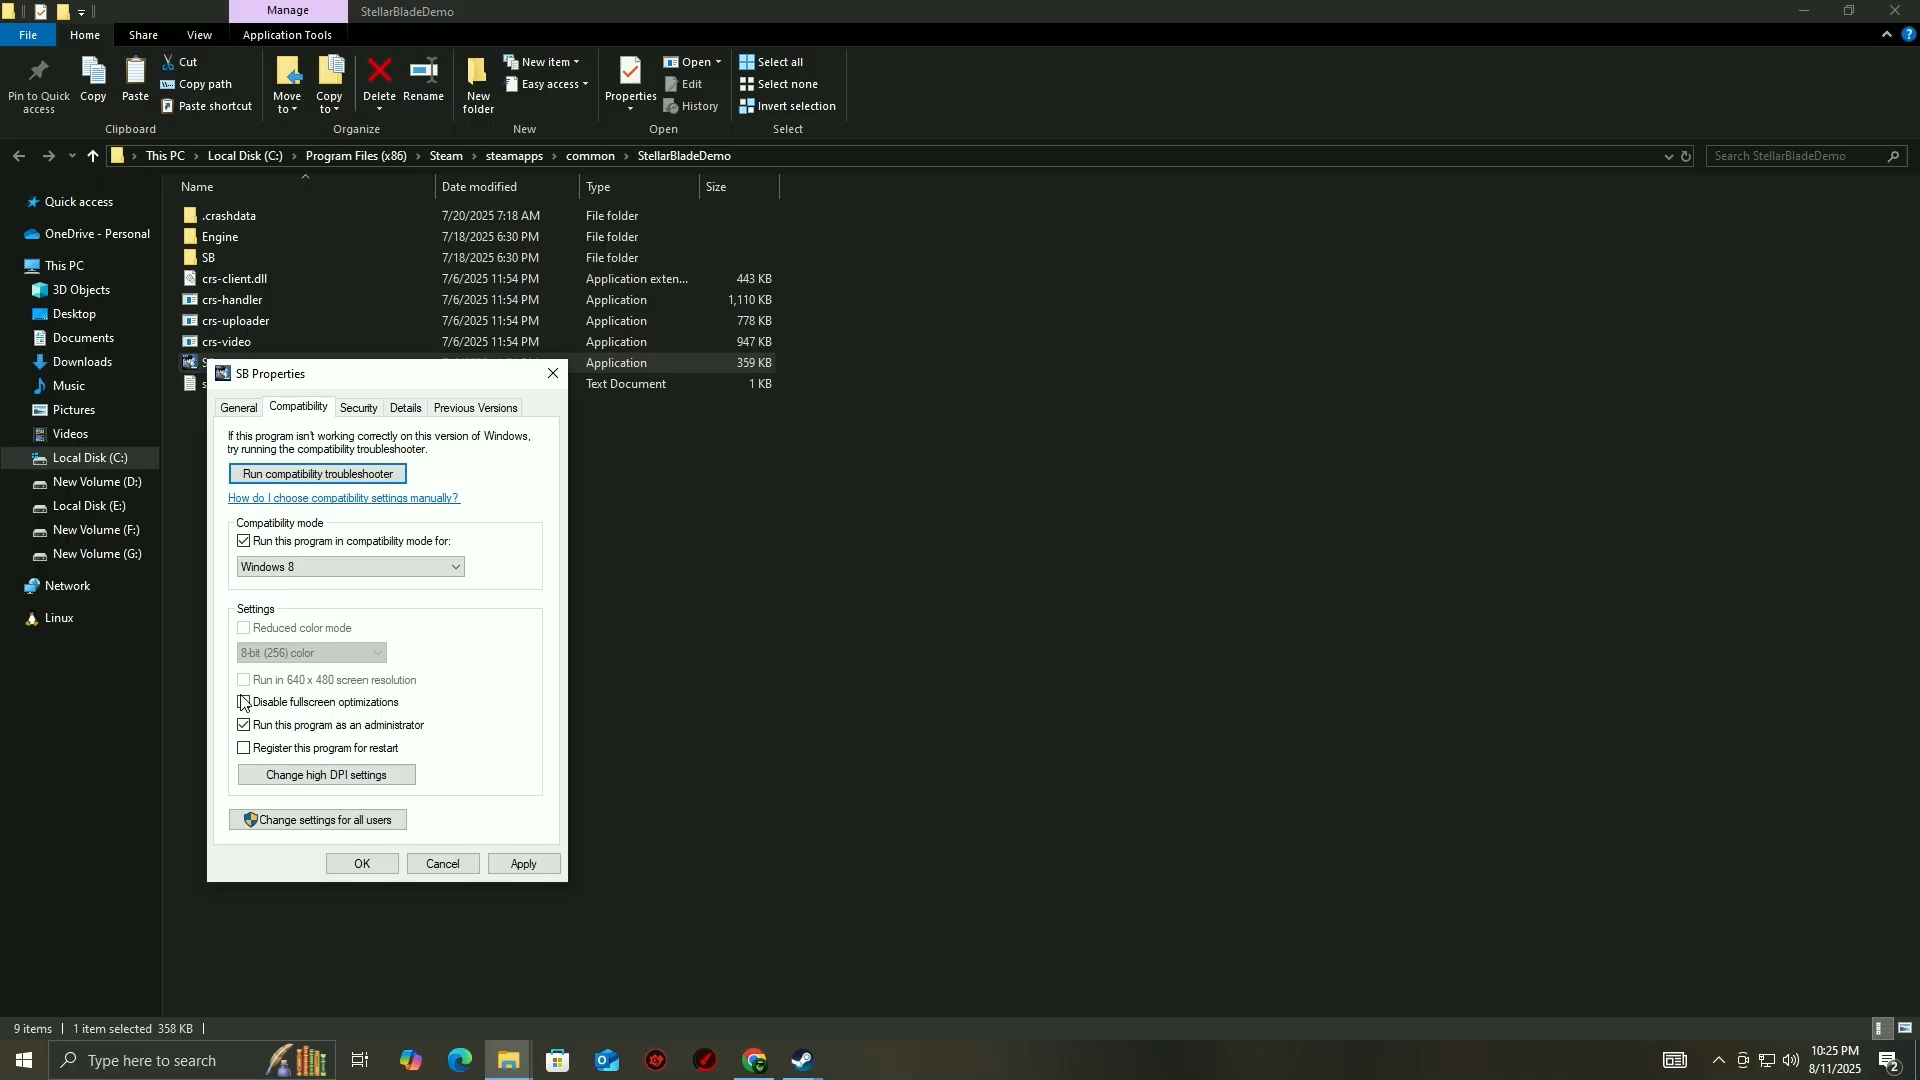 Manage
StellarBladeDemo
File
Home
Share
View
Application Tools
Pin to Quick access
Copy
Paste
Cut
Copy path
Paste shortcut
Clipboard
Move to
Copy to
Delete
Rename
Organize
New folder
New item
Easy access
New
Properties
Open
Edit
History
Open
Select all
Select none
Invert selection
Select
This PC > Local Disk (C:) > Program Files (x86) > Steam > steamapps > common > StellarBladeDemo
Search StellarBladeDemo
Name
Date modified
Type
Size
.crashdata 7/20/2025 7:18 AM File folder
Engine 7/18/2025 6:30 PM File folder
SB 7/18/2025 6:30 PM File folder
crs-client.dll 7/6/2025 11:54 PM Application exten... 443 KB
crs-handler 7/6/2025 11:54 PM Application 1,110 KB
crs-uploader 7/6/2025 11:54 PM Application 778 KB
crs-video 7/6/2025 11:54 PM Application 947 KB
Application 359 KB
Text Document 1 KB
Quick access
OneDrive - Personal
This PC
3D Objects
Desktop
Documents
Downloads
Music
Pictures
Videos
Local Disk (C:)
New Volume (D:)
Local Disk (E:)
New Volume (F:)
New Volume (G:)
Network
Linux
SB Properties
General
Compatibility
Security
Details
Previous Versions
If this program isn't working correctly on this version of Windows,
try running the compatibility troubleshooter.
Run compatibility troubleshooter
How do I choose compatibility settings manually?
Compatibility mode
Run this program in compatibility mode for:
Windows 8
Settings
Reduced color mode
8-bit (256) color
Run in 640 x 480 screen resolution
Disable fullscreen optimizations
Run this program as an administrator
Register this program for restart
Change high DPI settings
Change settings for all users
OK
Cancel
Apply
9 items
1 item selected 358 KB
Type here to search
10:25 PM
8/11/2025
2